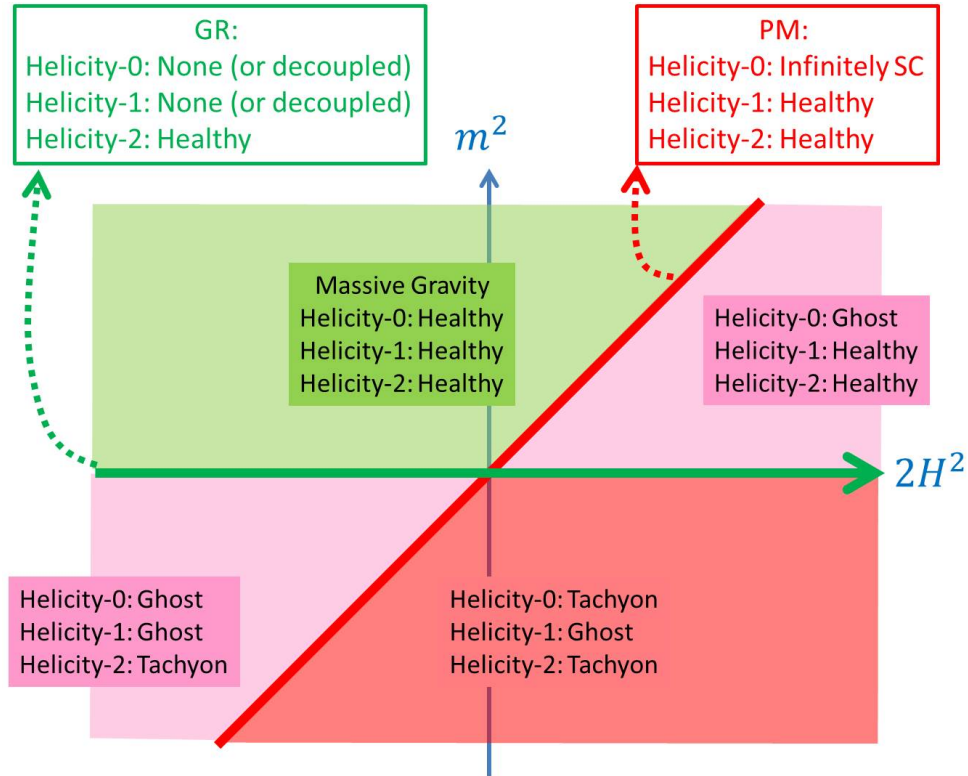 GR:
Helicity-0: None (or decoupled)
Helicity-1: None (or decoupled)
Helicity-2: Healthy
PM:
Helicity-0: Infinitely SC
Helicity-1: Healthy
Helicity-2: Healthy
m²
Massive Gravity
Helicity-0: Healthy
Helicity-1: Healthy
Helicity-2: Healthy
Helicity-0: Ghost
Helicity-1: Healthy
Helicity-2: Healthy
2H²
Helicity-0: Ghost
Helicity-1: Ghost
Helicity-2: Tachyon
Helicity-0: Tachyon
Helicity-1: Ghost
Helicity-2: Tachyon